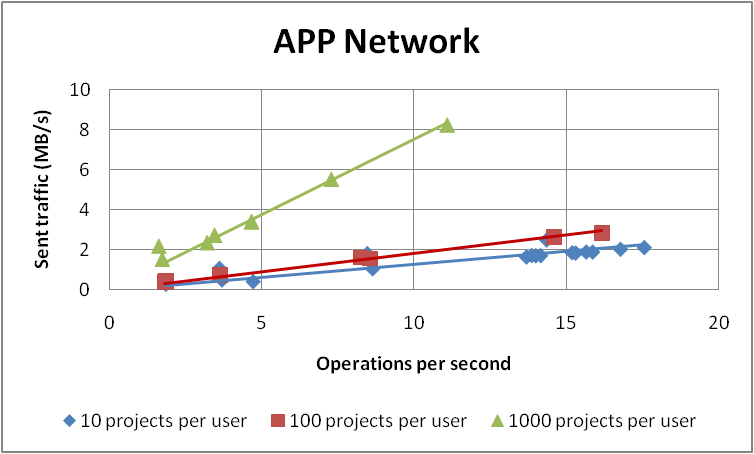 APP Network
Sent traffic (MB/s)
10
8
6
4
2
0
0 5 10 15 20
Operations per second
10 projects per user 100 projects per user 1000 projects per user